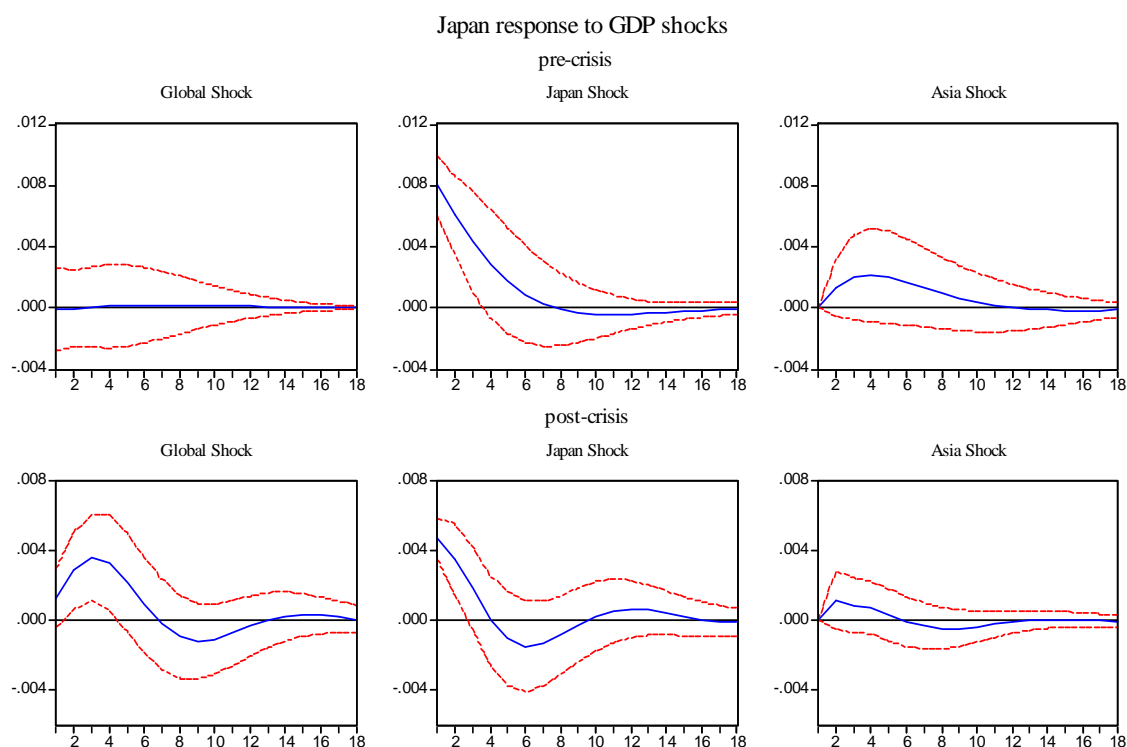 Japan response to GDP shocks
pre-crisis
Global Shock
Japan Shock
Asia Shock
.012
.008
.004
.000
-.004
2 4 6 8 10 12 14 16 18
.012
.008
.004
.000
-.004
2 4 6 8 10 12 14 16 18
.012
.008
.004
.000
-.004
2 4 6 8 10 12 14 16 18
post-crisis
Global Shock
Japan Shock
Asia Shock
.008
.004
.000
-.004
2 4 6 8 10 12 14 16 18
.008
.004
.000
-.004
2 4 6 8 10 12 14 16 18
.008
.004
.000
-.004
2 4 6 8 10 12 14 16 18